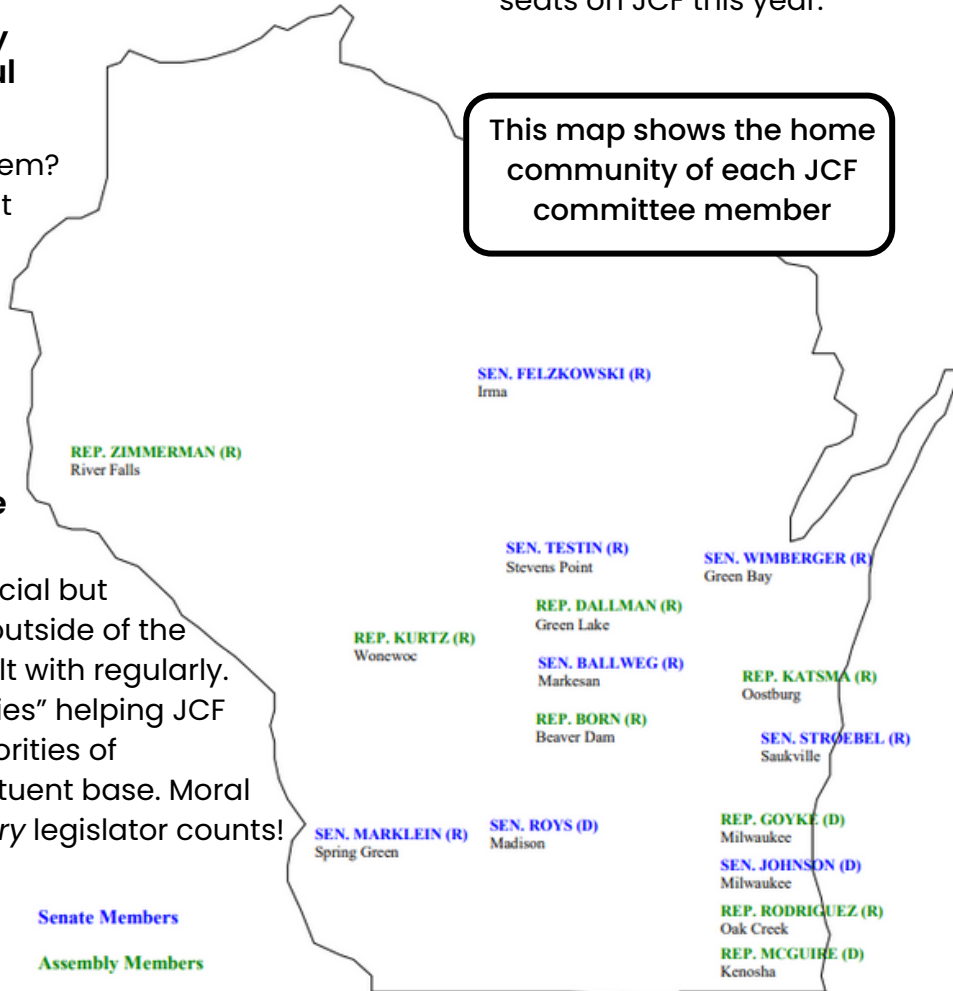 seats on JCF this year.
This map shows the home
community of each JCF
committee member
SEN. FELZKOWSKI (R)
Irma
REP. ZIMMERMAN (R)
River Falls
SEN. TESTIN (R)
Stevens Point
SEN. WIMBERGER (R)
Green Bay
cial but
outside of the
lt with regularly.
ies” helping JCF
orities of
tuent base. Moral
ry legislator counts!
REP. DALLMAN (R)
Green Lake
REP. KURTZ (R)
Wonewoc
SEN. BALLWEG (R)
Markesan
REP. KATSMA (R)
Oostburg
REP. BORN (R)
Beaver Dam
SEN. STROEBEL (R)
Saukville
SEN. MARKLEIN (R)
Spring Green
SEN. ROYS (D)
Madison
REP. GOYKE (D)
Milwaukee
SEN. JOHNSON (D)
Milwaukee
REP. RODRIGUEZ (R)
Oak Creek
REP. MCGUIRE (D)
Kenosha
Senate Members
Assembly Members